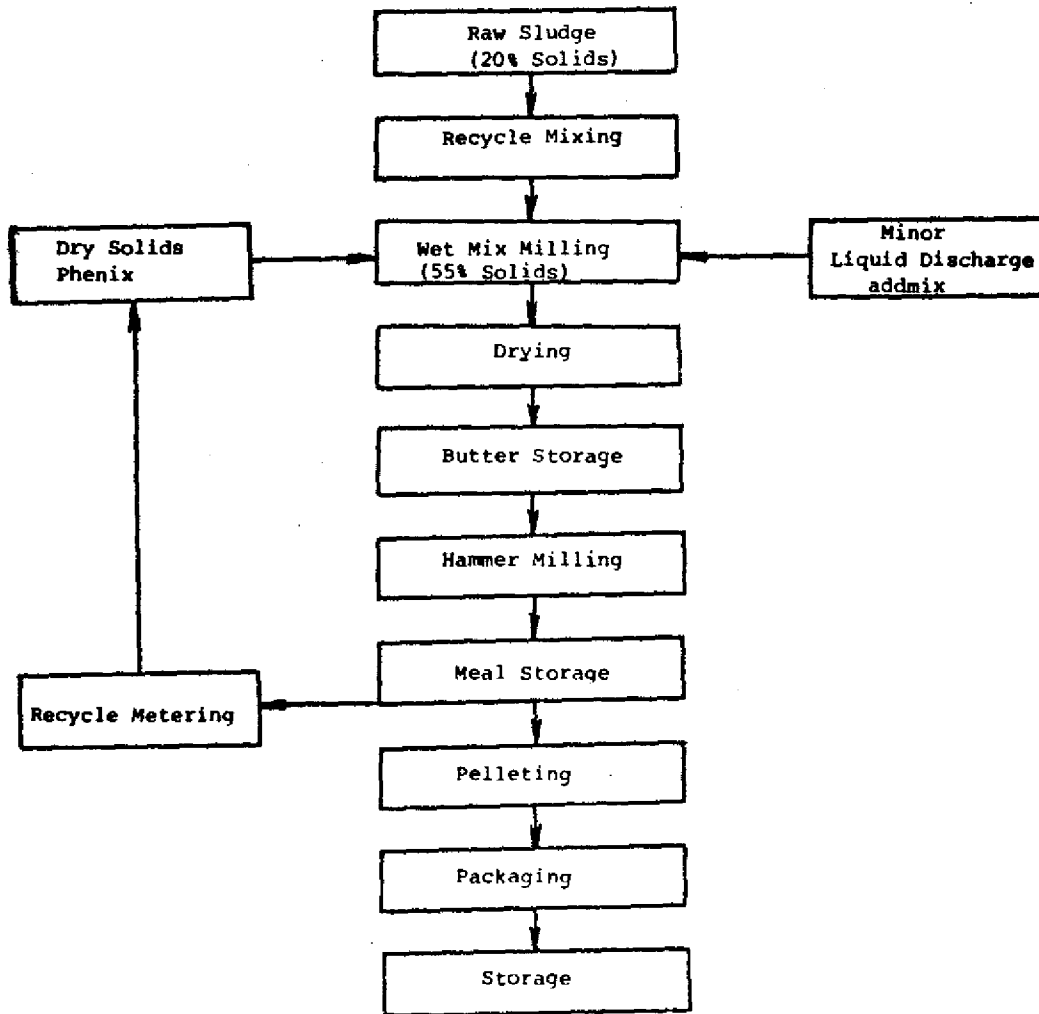 Raw Sludge
(20% Solids)
Recycle Mixing
Dry Solids
Phenix
Wet Mix Milling
(55% Solids)
Minor
Liquid Discharge
addmix
Drying
Butter Storage
Hammer Milling
Meal Storage
Recycle Metering
Pelleting
Packaging
Storage